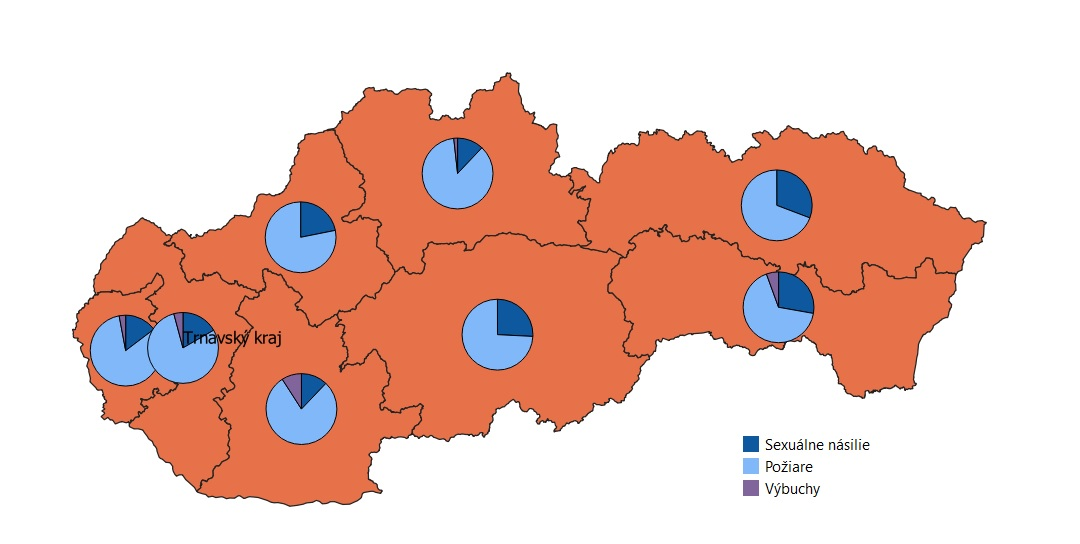 Trnavský kraj
Sexuálne násilie
Požiare
Výbuchy